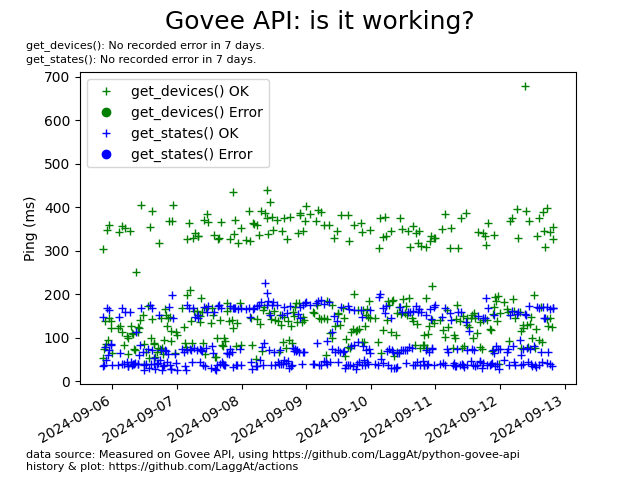 Govee API: is it working?
get_devices(): No recorded error in 7 days.
get_states(): No recorded error in 7 days.
700
600
500
400
300
200
100
0
Ping (ms)
get_devices() OK
get_devices() Error
get_states() OK
get_states() Error
2024-09-06
2024-09-07
2024-09-08
2024-09-09
2024-09-10
2024-09-11
2024-09-12
2024-09-13
data source: Measured on Govee API, using https://github.com/LaggAt/python-govee-api
history & plot: https://github.com/LaggAt/actions